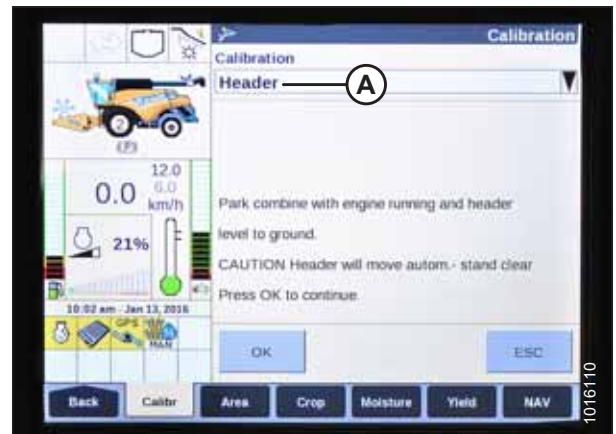 Calibration
Calibration
Header
A
2
(P)
12.0
6.0
0.0
km/h
21%
Park combine with engine running and header
level to ground.
CAUTION Header will move autom.- stand clear
Press OK to continue
10:02 am Jan 13, 2016
GPS
MAN
OK
ESC
Back
Calibr
Area
Crop
Moisture
Yield
NAV
1016110